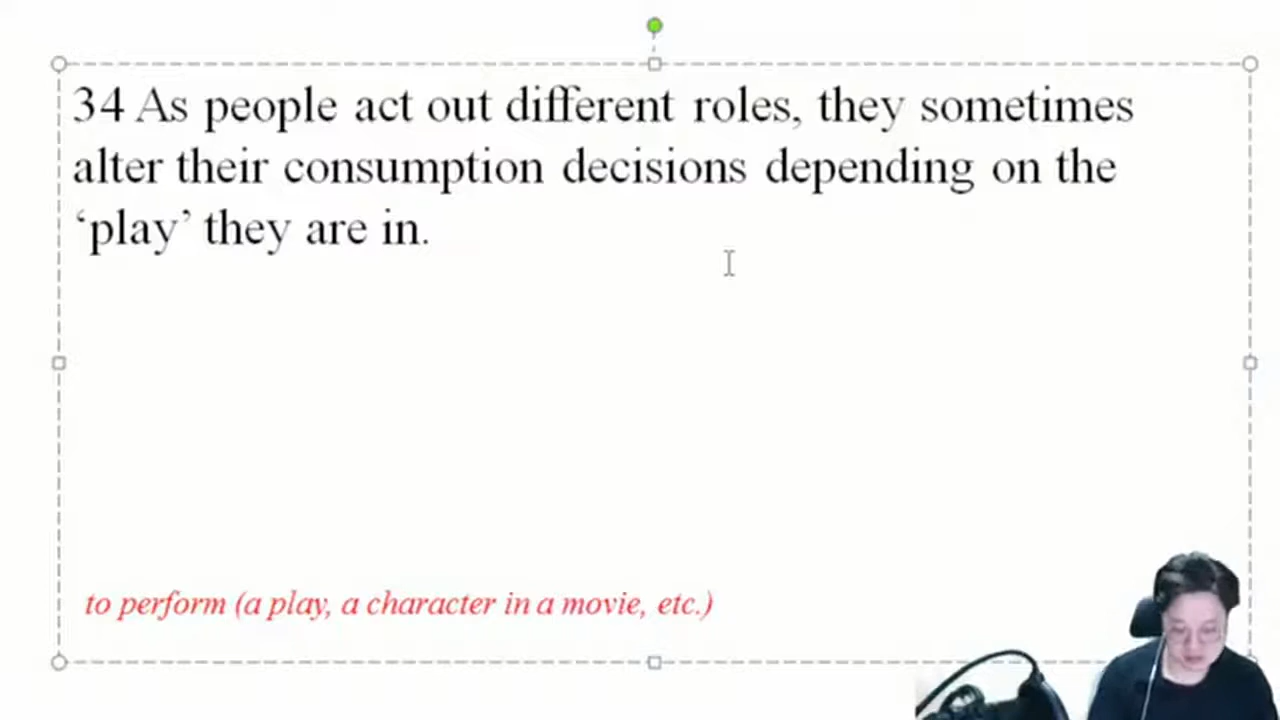 34 As people act out different roles, they sometimes
alter their consumption decisions depending on the
‘play’ they are in.
to perform (a play, a character in a movie, etc.)